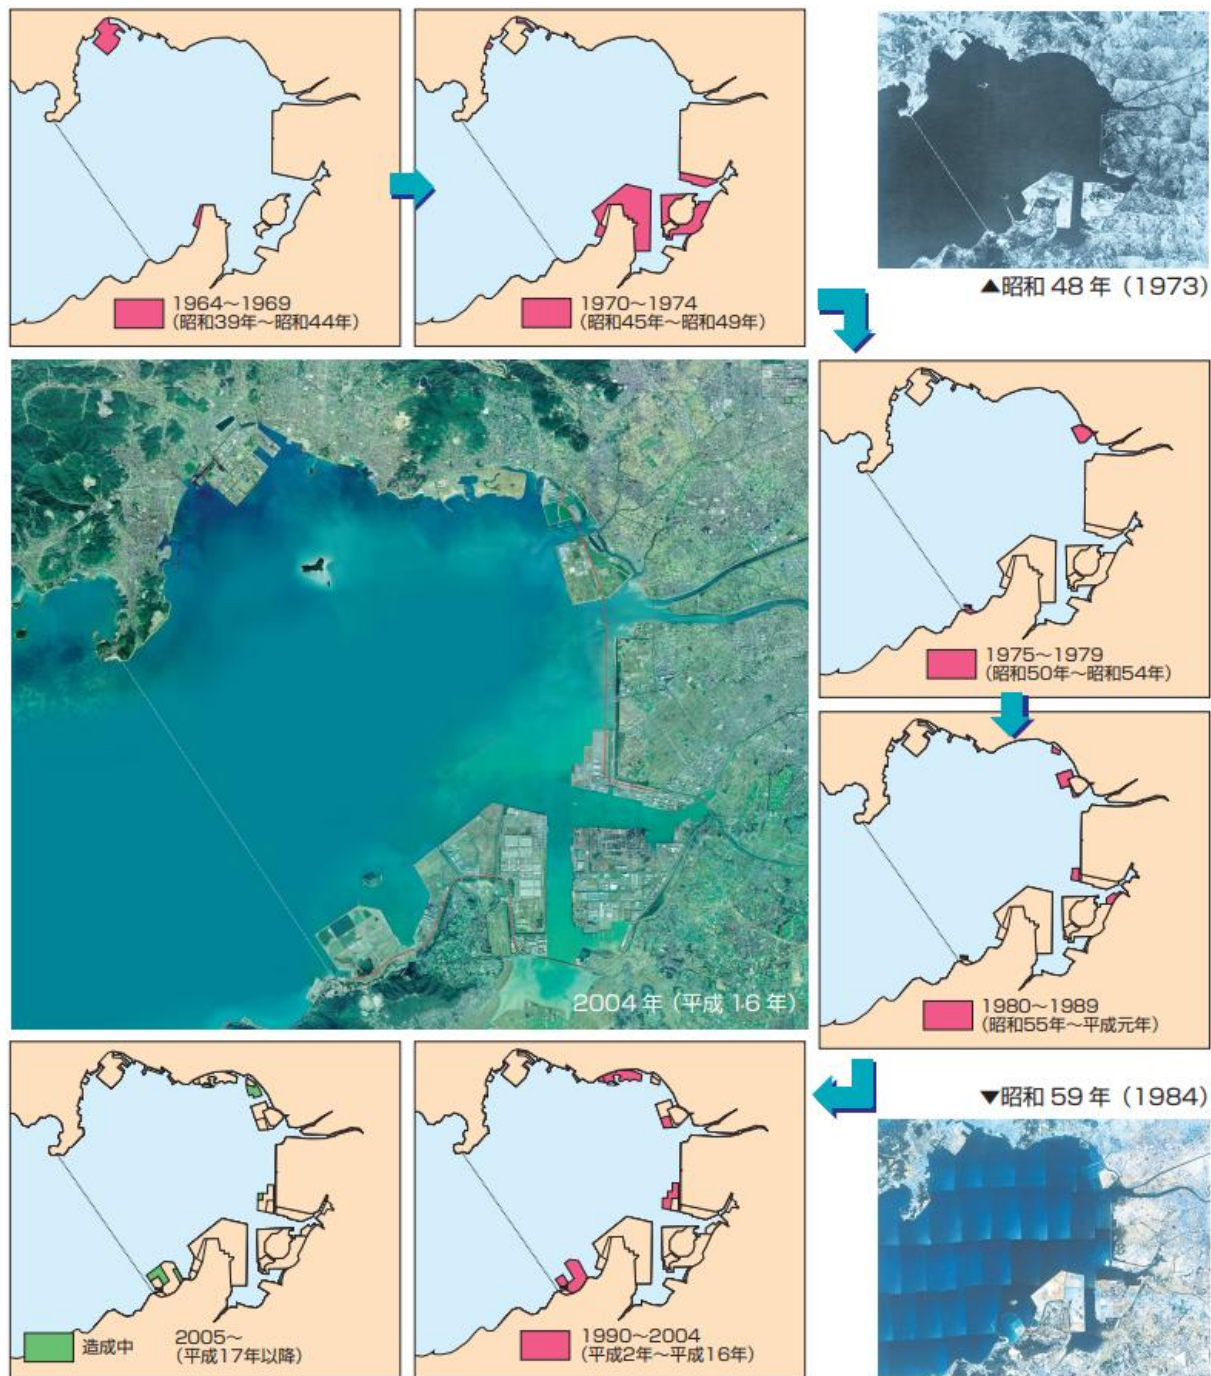 1964～1969
（昭和39年～昭和44年）
1970～1974
（昭和45年～昭和49年）
▲昭和 48 年（1973）
1975～1979
（昭和50年～昭和54年）
2004年（平成 16 年）
1980～1989
（昭和55年～平成元年）
▼昭和 59 年（1984）
1990～2004
（平成2年～平成16年）
造成中
2005～
（平成17年以降）